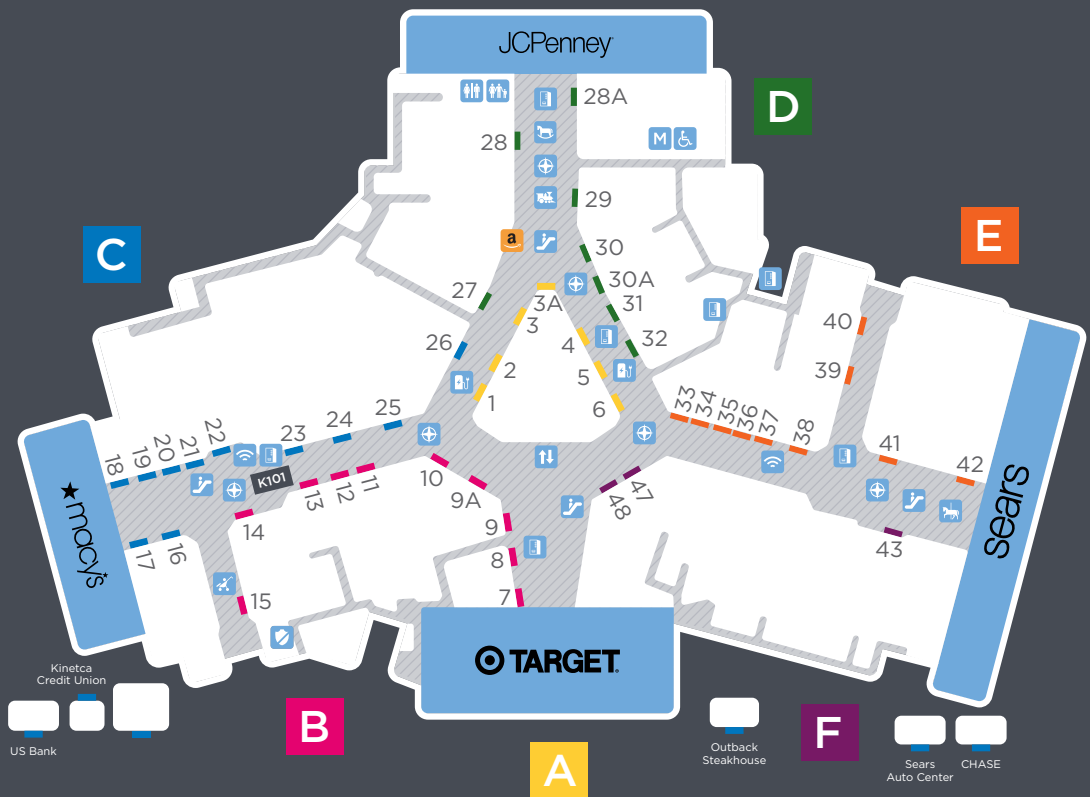 JCPenney
28A
D
M
28
29
C
a
E
30
30A
27
3A
31
3
40
26
4
32
2
39
5
1
6
33
34
35
36
37
38
25
24
23
22
21
20
19
18
41
42
K101
10
11
12
13
9A
47
48
14
9
16
17
8
43
15
7
★macy's
sears
TARGET
Kinetca
Credit Union
US Bank
B
A
F
Outback
Steakhouse
Sears
Auto Center
CHASE